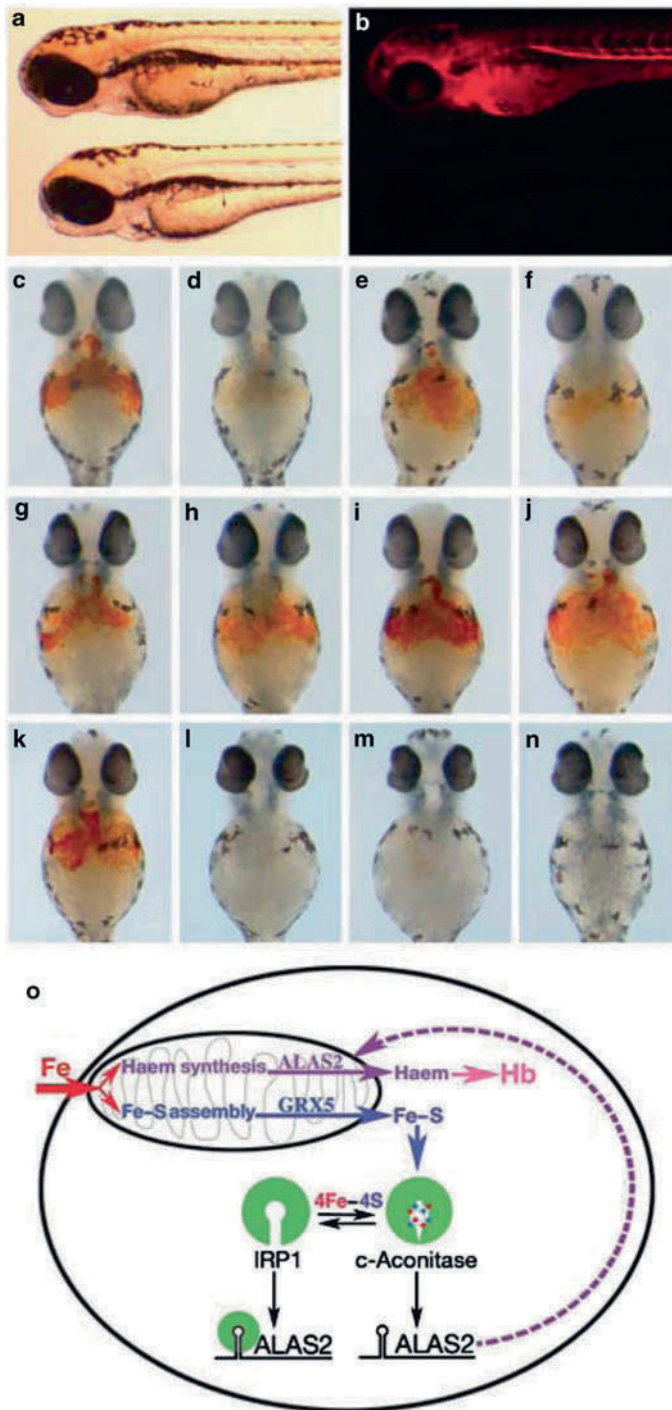 a
b
c
d
e
f
g
h
i
j
k
l
m
n
o
Fe
Haem synthesis ALAS2 Haem Hb
Fe–S assembly GRX5 Fe–S
4Fe–4S
IRP1
c-Aconitase
ALAS2
ALAS2